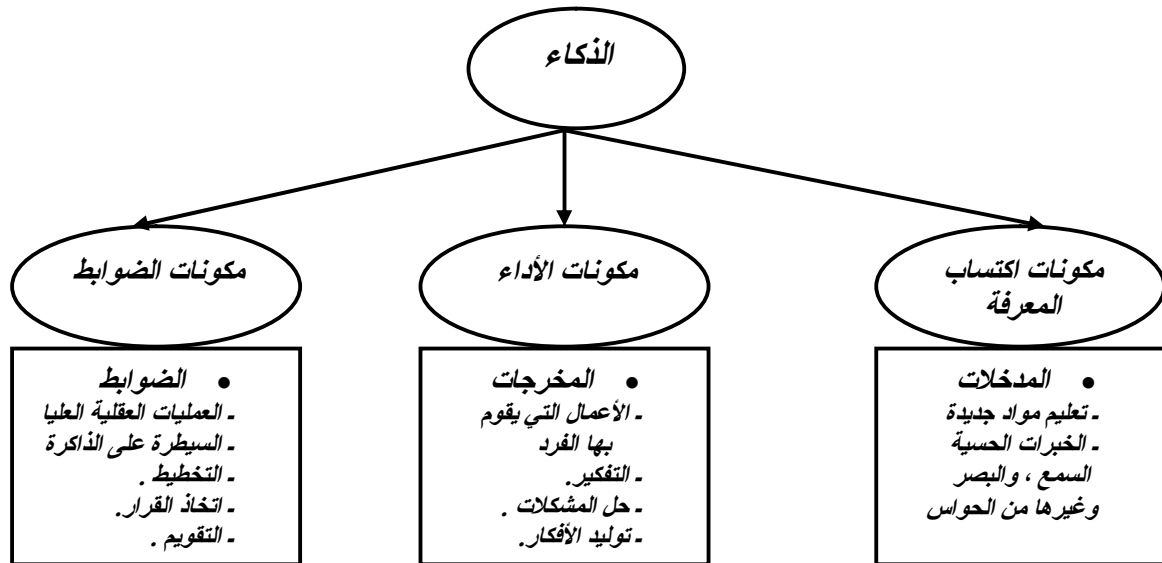 الذكاء
مكونات اكتساب
المعرفة
مكونات الأداء
مكونات الضوابط
• المدخلات
ـ تعليم مواد جديدة
ـ الخبرات الحسية
السمع ، والبصر
وغيرها من الحواس
• المخرجات
ـ الأعمال التي يقوم
بها الفرد
ـ التفكير.
ـ حل المشكلات .
ـ توليد الأفكار.
• الضوابط
ـ العمليات العقلية العليا
ـ السيطرة على الذاكرة
ـ التخطيط .
ـ اتخاذ القرار.
ـ التقويم .